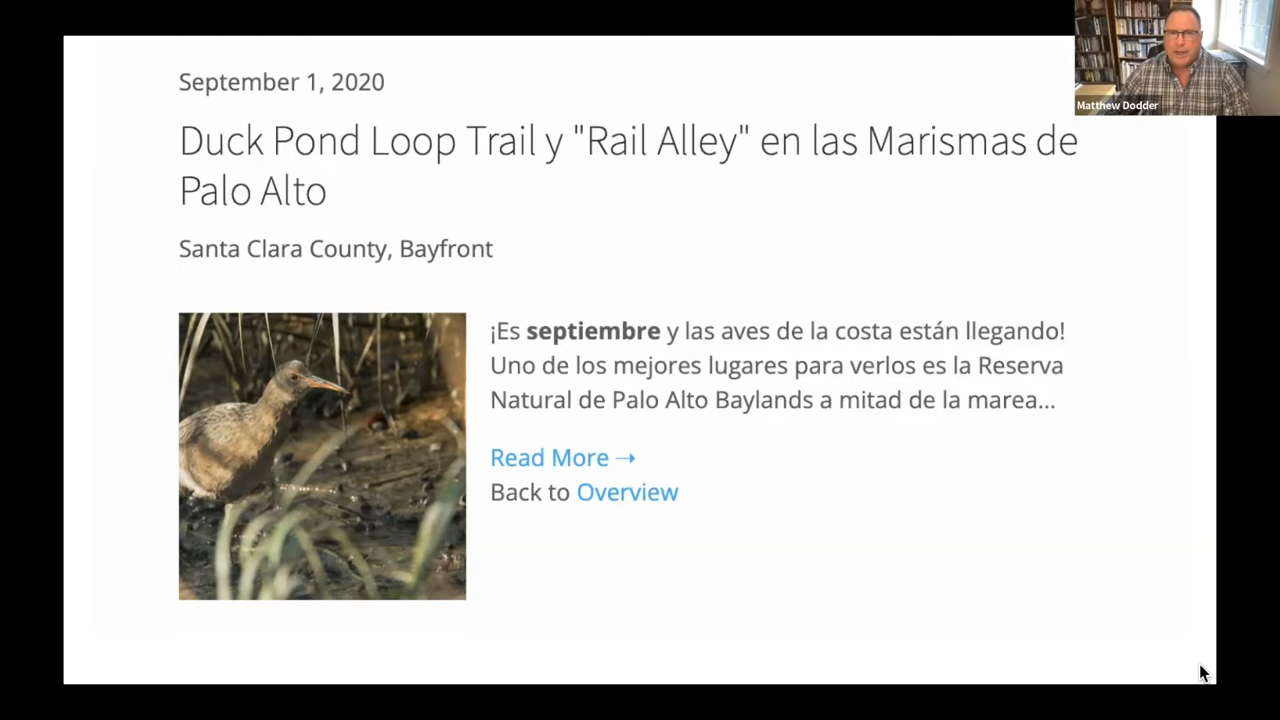 Matthew Dodder
September 1, 2020
Duck Pond Loop Trail y "Rail Alley" en las Marismas de
Palo Alto
Santa Clara County, Bayfront
¡Es septiembre y las aves de la costa están llegando!
Uno de los mejores lugares para verlos es la Reserva
Natural de Palo Alto Baylands a mitad de la marea...
Read More →
Back to Overview